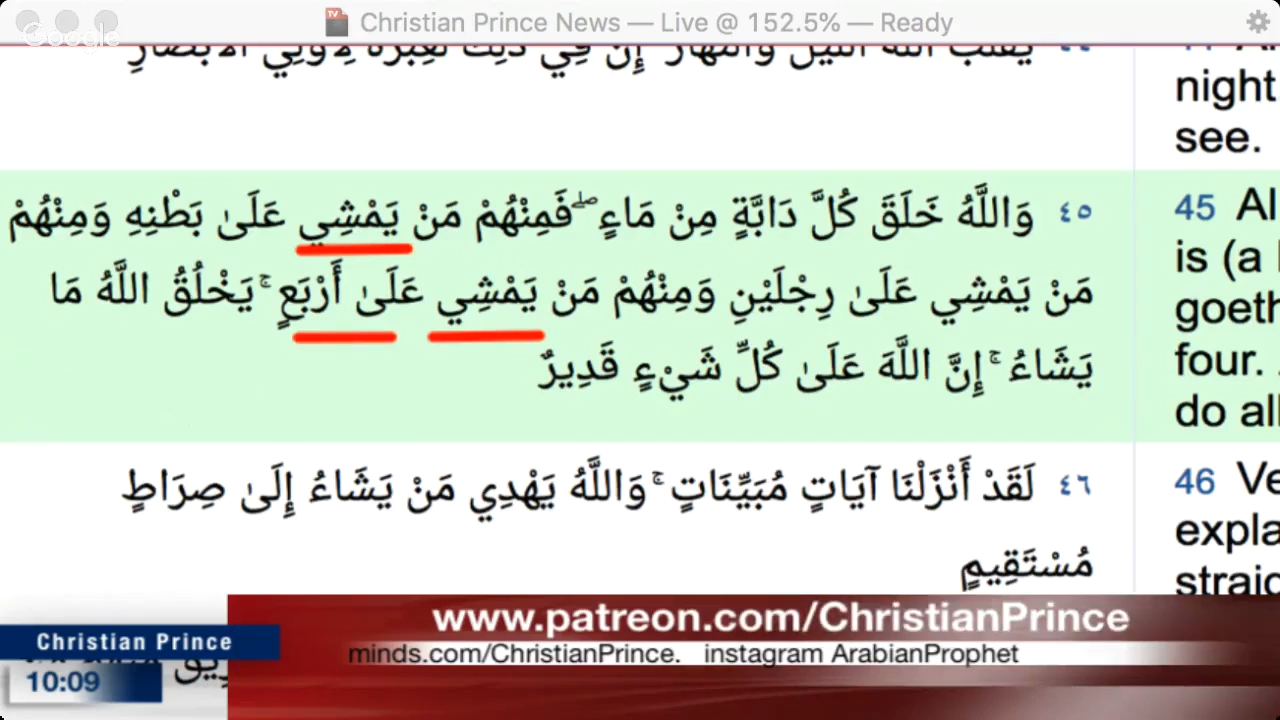 Christian Prince News — Live @ 152.5% — Ready
Google
night
see.
٤٥ وَاللَّهُ خَلَقَ كُلَّ دَابَّةٍ مِنْ مَاءٍ ۖ فَمِنْهُمْ مَنْ يَمْشِي عَلَىٰ بَطْنِهِ وَمِنْهُمْ
مَنْ يَمْشِي عَلَىٰ رِجْلَيْنِ وَمِنْهُمْ مَنْ يَمْشِي عَلَىٰ أَرْبَعٍ ۚ يَخْلُقُ اللَّهُ مَا
يَشَاءُ ۚ إِنَّ اللَّهَ عَلَىٰ كُلِّ شَيْءٍ قَدِيرٌ
45 Al
is (a
goeth
four.
do all
٤٦ لَقَدْ أَنْزَلْنَا آيَاتٍ مُبَيِّنَاتٍ ۚ وَاللَّهُ يَهْدِي مَنْ يَشَاءُ إِلَىٰ صِرَاطٍ
مُسْتَقِيمٍ
46 Ve
expla
straig
www.patreon.com/ChristianPrince
Christian Prince
minds.com/ChristianPrince. instagram ArabianProphet
10:09